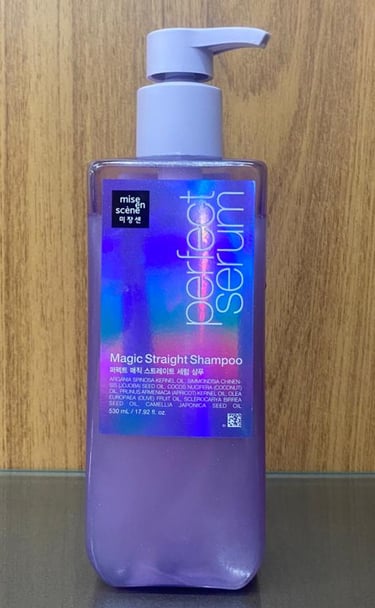 mise
en
scène
미장센
perfect
serum
Magic Straight Shampoo
퍼펙트 매직 스트레이트 세럼 샴푸
ARGANIA SPINOSA KERNEL OIL, SIMMONDSIA CHINEN-
SIS (JOJOBA) SEED OIL, COCOS NUCIFERA (COCONUT)
OIL, PRUNUS ARMENIACA (APRICOT) KERNEL OIL, OLEA
EUROPAEA (OLIVE) FRUIT OIL, SCLEROCARYA BIRREA
SEED OIL, CAMELLIA JAPONICA SEED OIL
530 mL / 17.92 fl. oz.